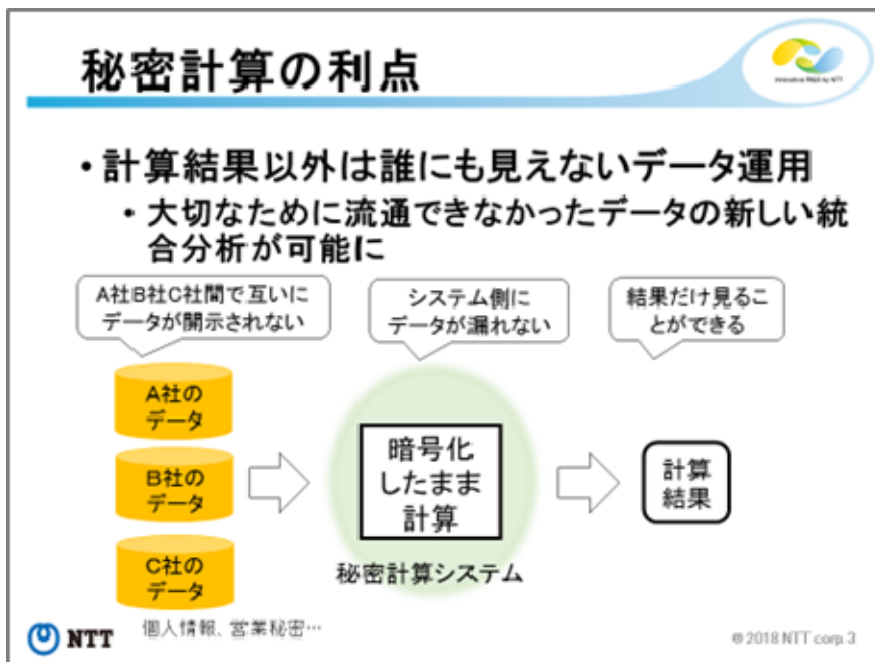 秘密計算の利点
Innovative R&D by NTT
・計算結果以外は誰にも見えないデータ運用
・大切なために流通できなかったデータの新しい統
合分析が可能に
A社B社C社間で互いに
データが開示されない
システム側に
データが漏れない
結果だけ見るこ
とができる
A社の
データ
B社の
データ
C社の
データ
暗号化
したまま
計算
計算
結果
秘密計算システム
個人情報、営業秘密…
NTT
©2018 NTT corp. 3